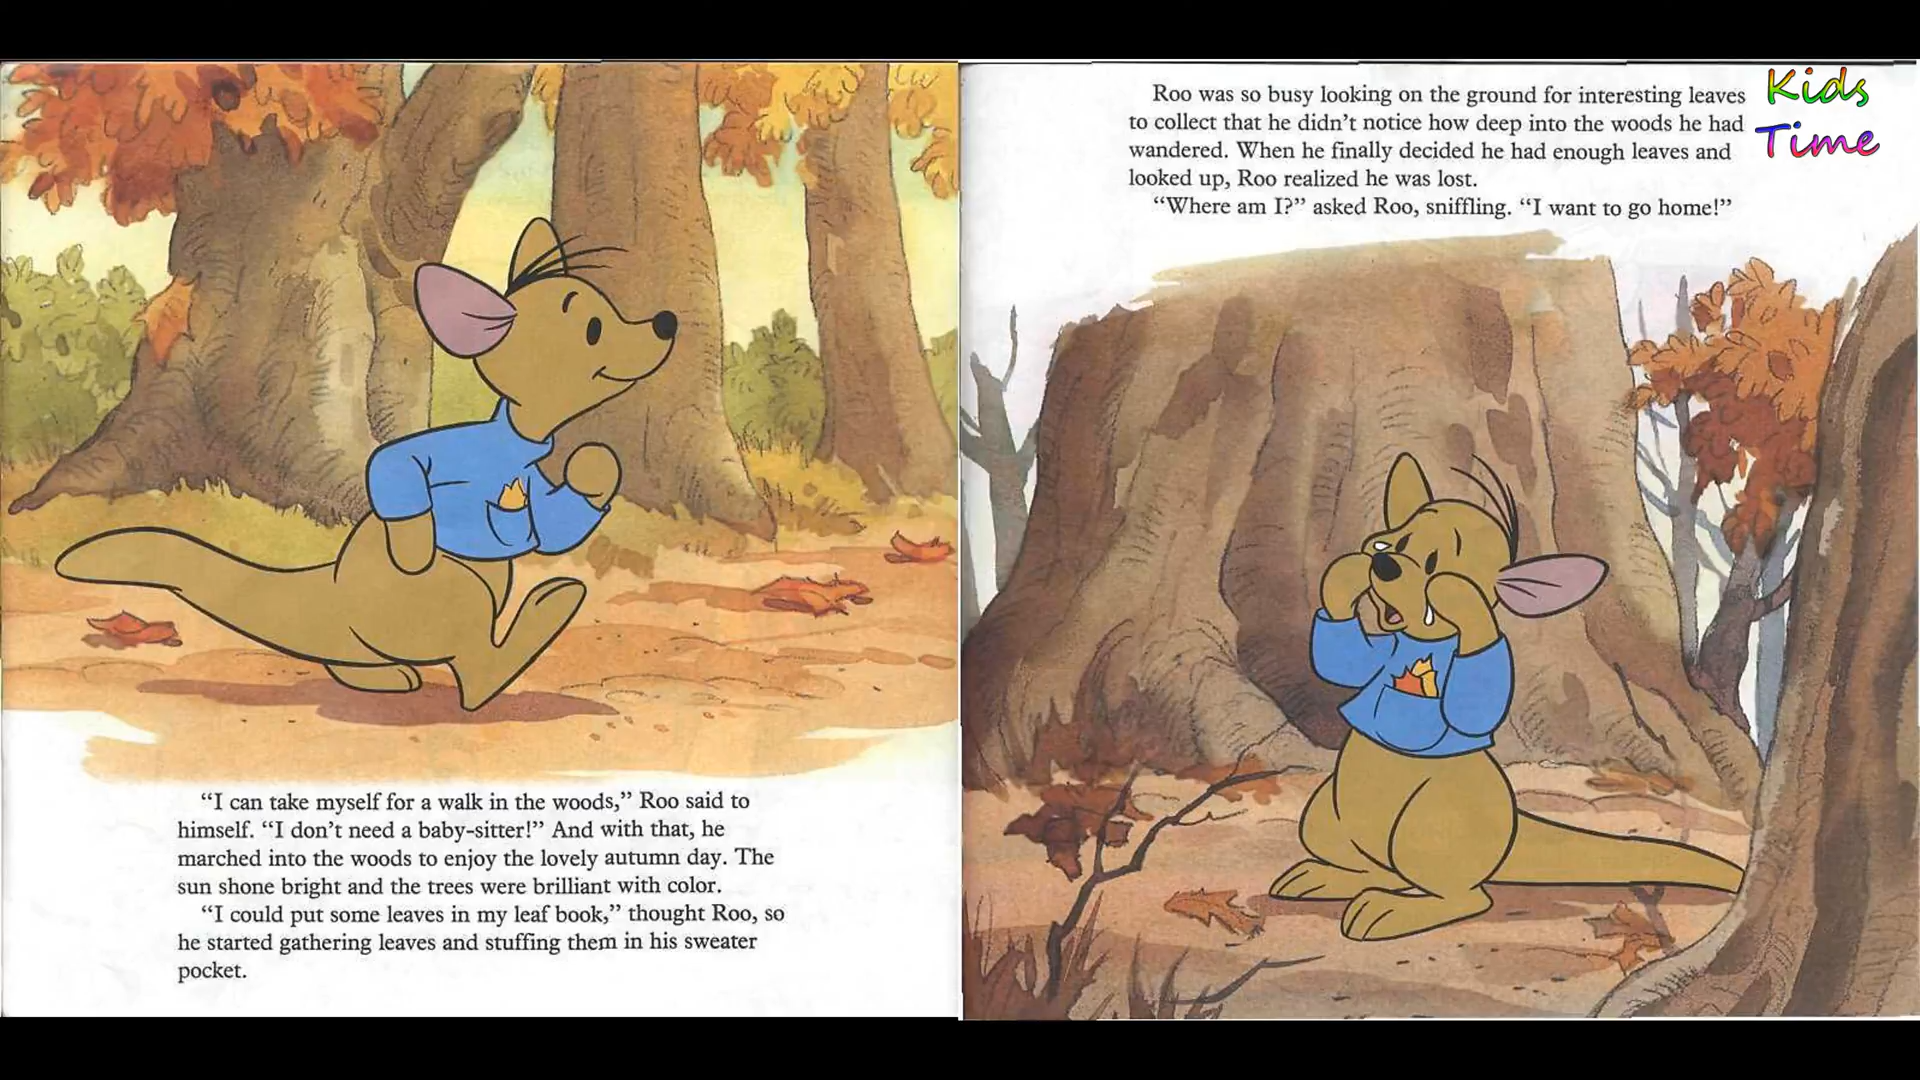 “I can take myself for a walk in the woods,” Roo said to
himself. “I don’t need a baby-sitter!” And with that, he
marched into the woods to enjoy the lovely autumn day. The
sun shone bright and the trees were brilliant with color.
“I could put some leaves in my leaf book,” thought Roo, so
he started gathering leaves and stuffing them in his sweater
pocket.
Roo was so busy looking on the ground for interesting leaves
to collect that he didn’t notice how deep into the woods he had
wandered. When he finally decided he had enough leaves and
looked up, Roo realized he was lost.
“Where am I?” asked Roo, sniffling. “I want to go home!”
Kids
Time